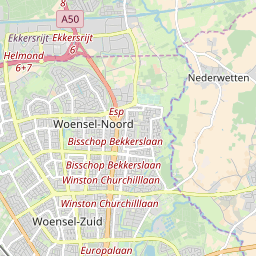 A50
Ekkersrijt
Ekkersrijt
6
Helmond
6+7
Nederwetten
Esp
Woensel-Noord
Bisschop Bekkerslaan
Bisschop Bekkerslaan
Winston Churchilllaan
Winston Churchilllaan
Woensel-Zuid
Europalaan